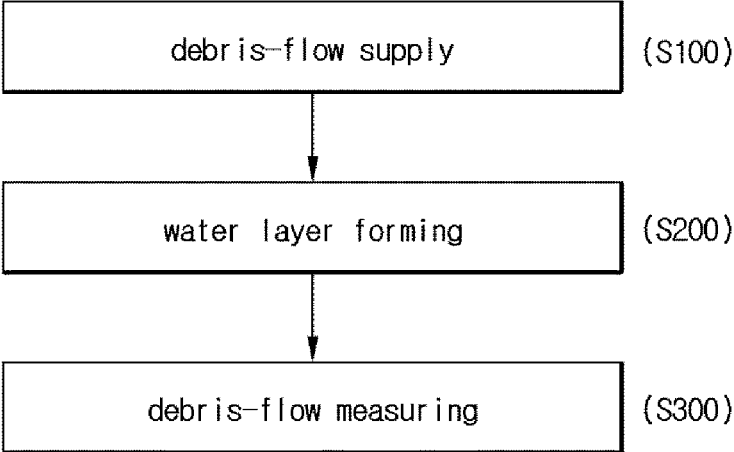 debris-flow supply (S100)
water layer forming (S200)
debris-flow measuring (S300)